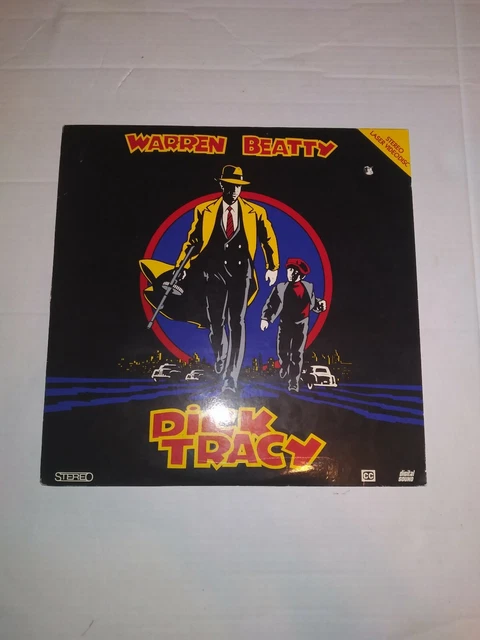 WARREN BEATTY
STEREO
LASER VIDEODISC
DiCK
TRACY
STEREO
CC
digital
SOUND